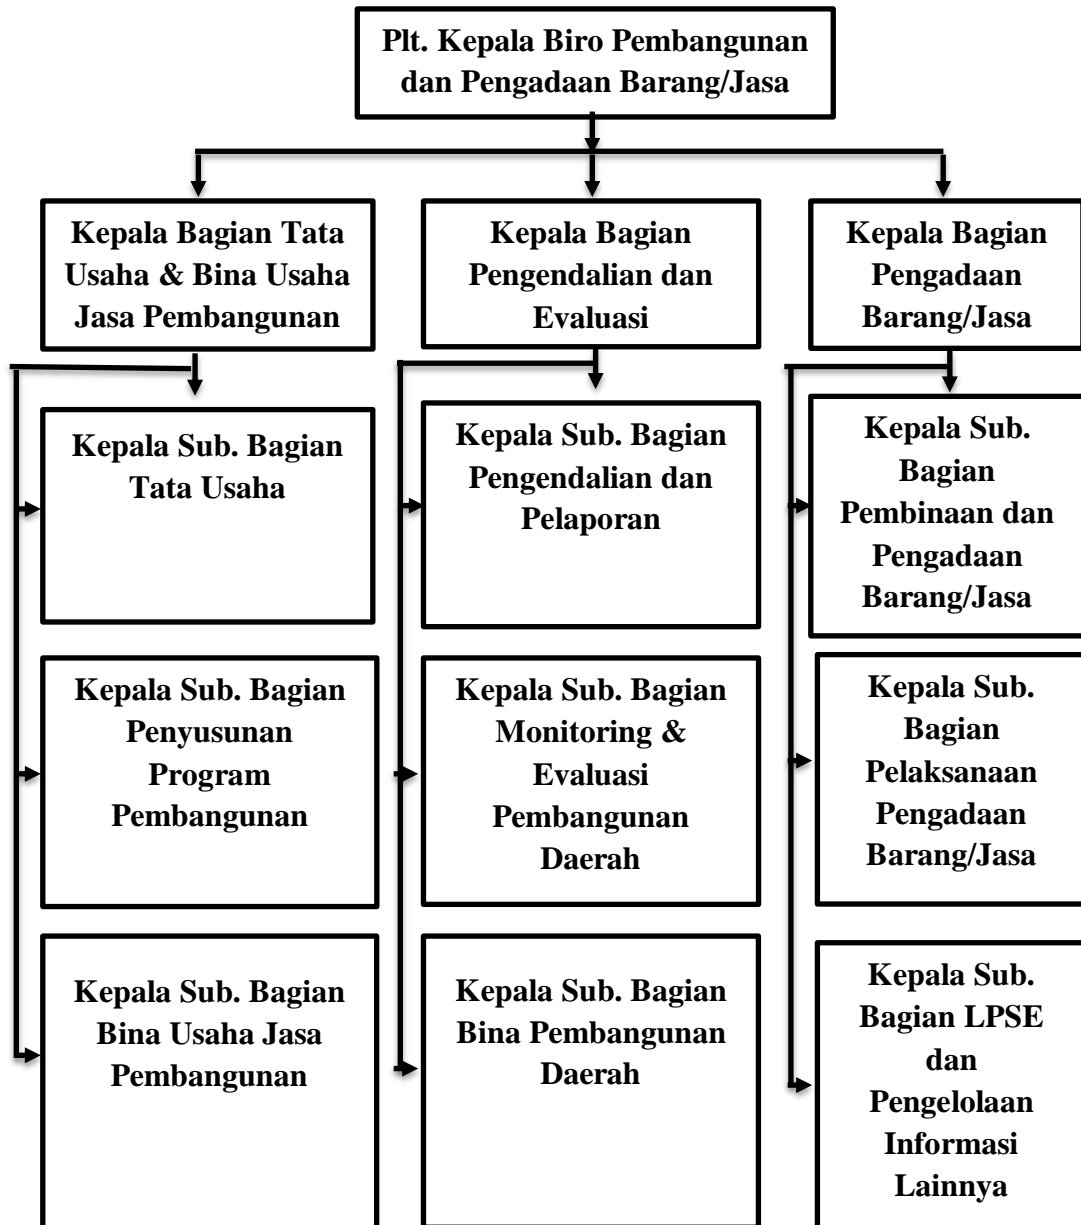 Plt. Kepala Biro Pembangunan
dan Pengadaan Barang/Jasa
Kepala Bagian Tata
Usaha & Bina Usaha
Jasa Pembangunan
Kepala Bagian
Pengendalian dan
Evaluasi
Kepala Bagian
Pengadaan
Barang/Jasa
Kepala Sub. Bagian
Tata Usaha
Kepala Sub. Bagian
Pengendalian dan
Pelaporan
Kepala Sub.
Bagian
Pembinaan dan
Pengadaan
Barang/Jasa
Kepala Sub. Bagian
Penyusunan
Program
Pembangunan
Kepala Sub. Bagian
Monitoring &
Evaluasi
Pembangunan
Daerah
Kepala Sub.
Bagian
Pelaksanaan
Pengadaan
Barang/Jasa
Kepala Sub. Bagian
Bina Usaha Jasa
Pembangunan
Kepala Sub. Bagian
Bina Pembangunan
Daerah
Kepala Sub.
Bagian LPSE
dan
Pengelolaan
Informasi
Lainnya